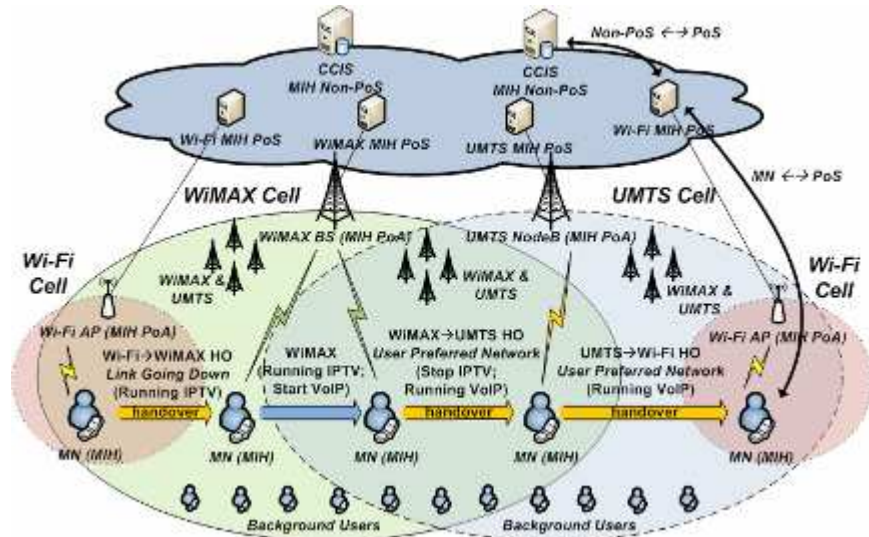 Non-PoS ←→ PoS
CCIS
MIH Non-PoS
CCIS
MIH Non-PoS
Wi-Fi MIH PoS
WiMAX MIH PoS
UMTS MIH PoS
Wi-Fi MIH PoS
MN ←→ PoS
WiMAX Cell
UMTS Cell
WiMAX BS (MIH PoA)
UMTS NodeB (MIH PoA)
Wi-Fi
Cell
WiMAX &
UMTS
WiMAX &
UMTS
WiMAX &
UMTS
Wi-Fi
Cell
Wi-Fi AP (MIH PoA)
Wi-Fi AP (MIH PoA)
Wi-Fi→WiMAX HO
Link Going Down
(Running IPTV)
WiMAX
(Running IPTV;
Start VoIP)
WiMAX→UMTS HO
User Preferred Network
(Stop IPTV;
Running VoIP)
UMTS→Wi-Fi HO
User Preferred Network
(Running VoIP)
handover
handover
handover
MN (MIH)
MN (MIH)
MN (MIH)
MN (MIH)
MN (MIH)
Background Users
Background Users